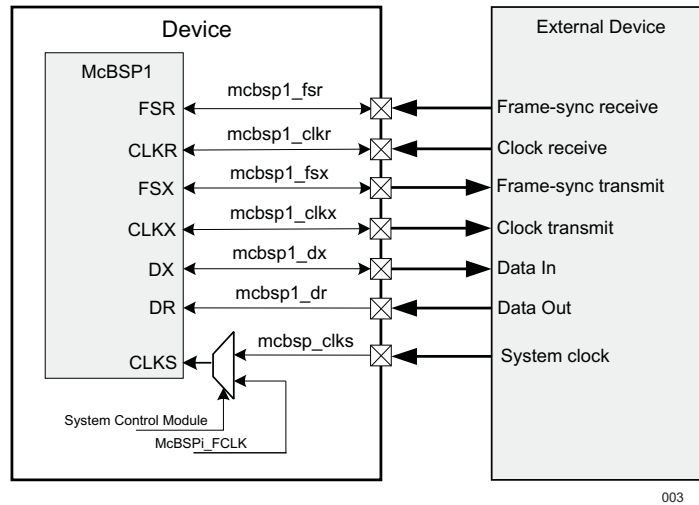 Device
External Device
McBSP1
FSR
mcbsp1_fsr
Frame-sync receive
CLKR
mcbsp1_clkr
Clock receive
FSX
mcbsp1_fsx
Frame-sync transmit
CLKX
mcbsp1_clkx
Clock transmit
DX
mcbsp1_dx
Data In
DR
mcbsp1_dr
Data Out
CLKS
mcbsp_clks
System clock
System Control Module
McBSPi_FCLK
003